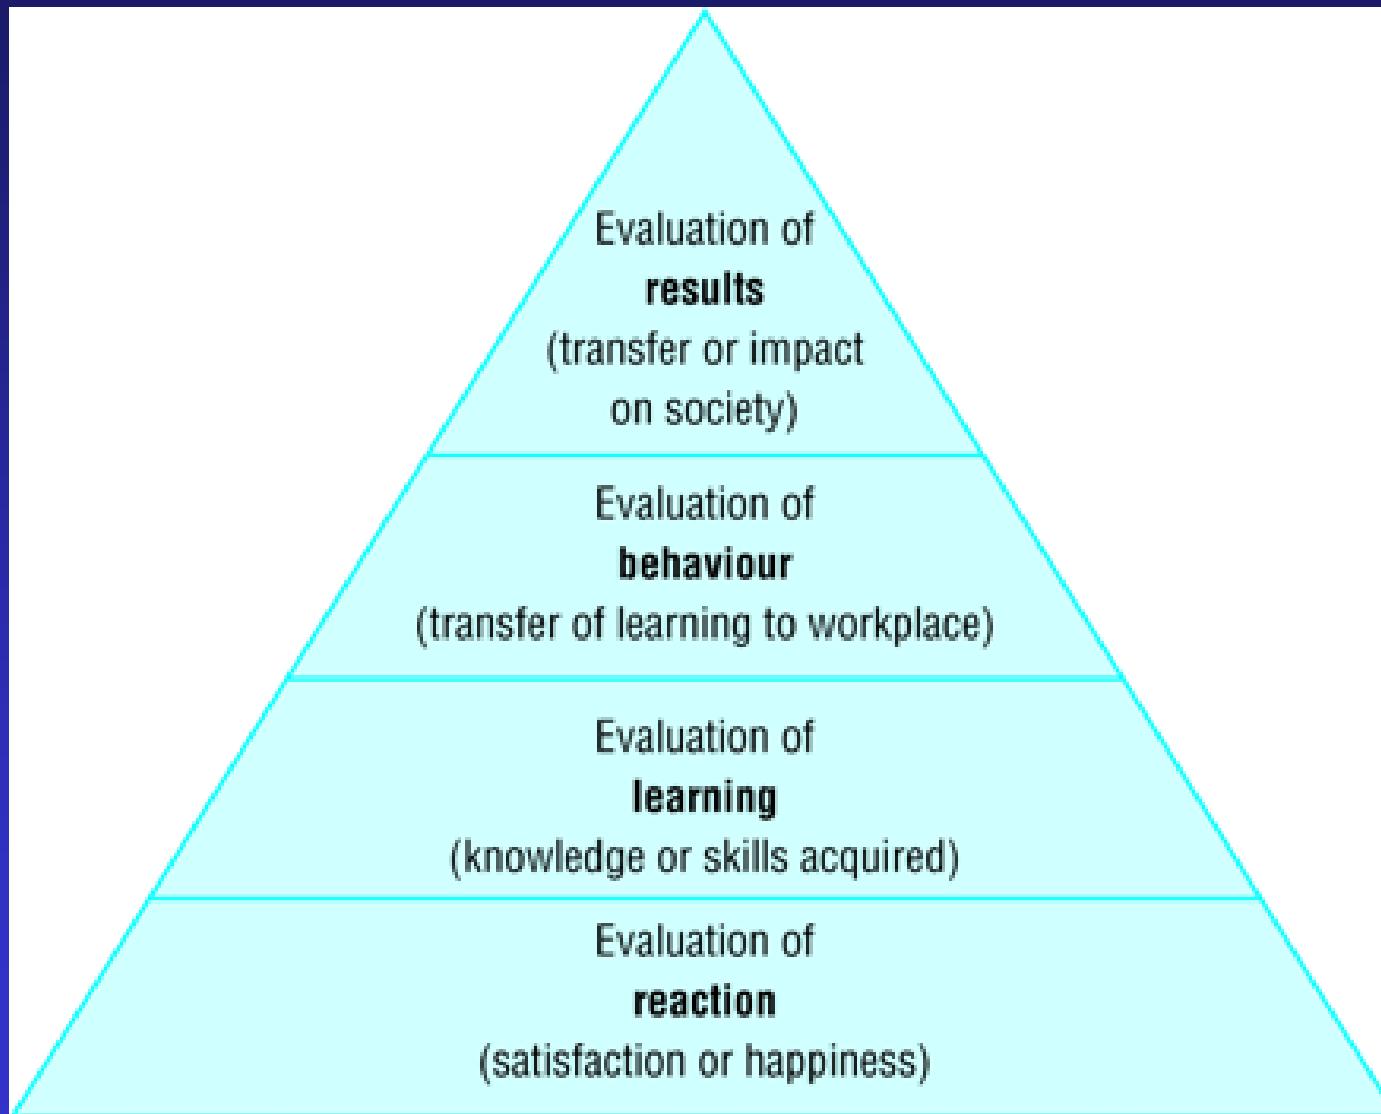 Evaluation of
results
(transfer or impact
on society)
Evaluation of
behaviour
(transfer of learning to workplace)
Evaluation of
learning
(knowledge or skills acquired)
Evaluation of
reaction
(satisfaction or happiness)